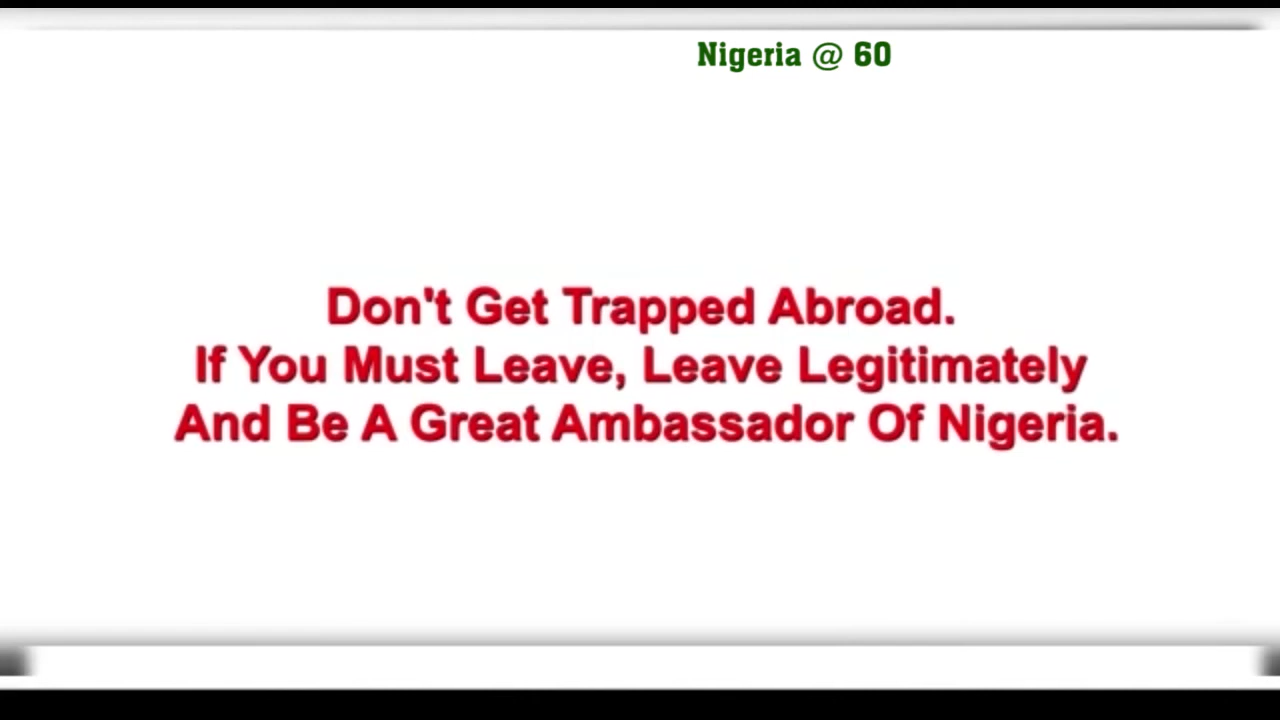 Nigeria @ 60
Don't Get Trapped Abroad.
If You Must Leave, Leave Legitimately
And Be A Great Ambassador Of Nigeria.